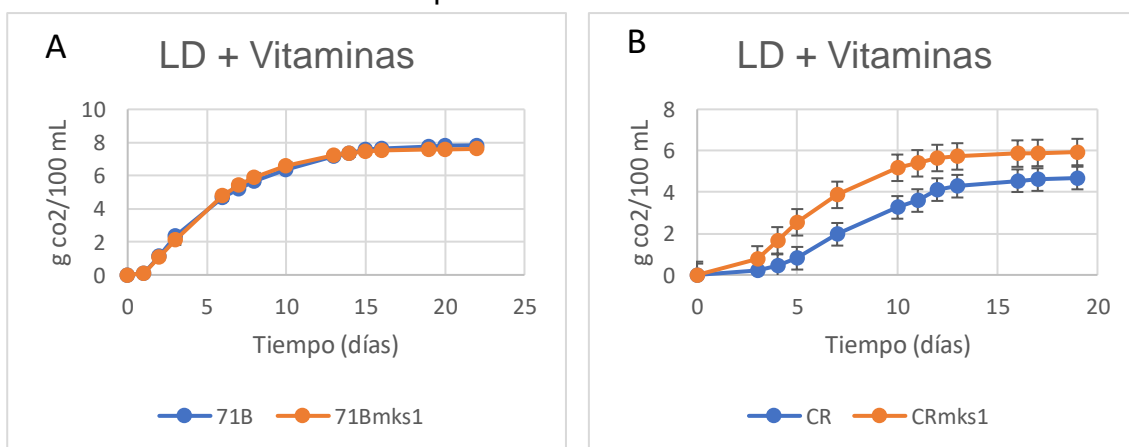 A
LD + Vitaminas
g co2/100 mL
10
8
6
4
2
0
0 5 10 15 20 25
Tiempo (días)
71B 71Bmks1
B
LD + Vitaminas
g co2/100 mL
8
6
4
2
0
0 5 10 15 20
Tiempo (días)
CR CRmks1